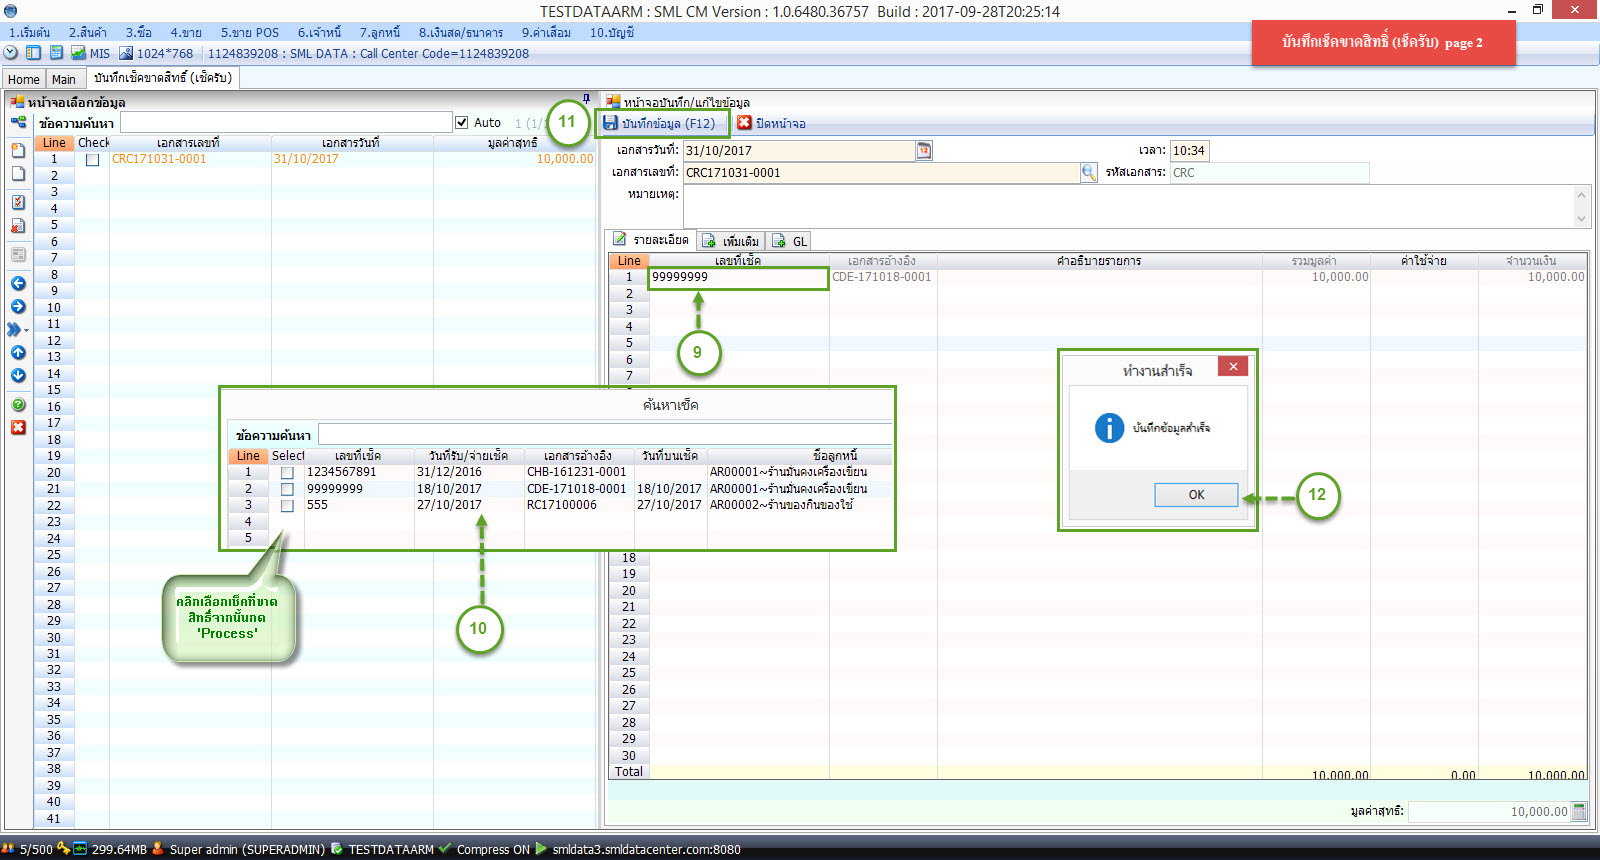 TESTDATAARM : SML CM Version : 1.0.6480.36757  Build : 2017-09-28T20:25:14
1.เริ่มต้น 2.สินค้า 3.ซื้อ 4.ขาย 5.ขาย POS 6.เจ้าหนี้ 7.ลูกหนี้ 8.เงินสด/ธนาคาร 9.ค่าเสื่อม 10.บัญชี
บันทึกเช็คขาดสิทธิ์ (เช็ครับ) page 2
MIS 1024*768 1124839208 : SML DATA : Call Center Code=1124839208
Home Main บันทึกเช็คขาดสิทธิ์ (เช็ครับ)
หน้าจอเลือกข้อมูล
ข้อความค้นหา Auto 1 (1/
Line Check เอกสารเลขที่ เอกสารวันที่ มูลค่าสุทธิ
1 CRC171031-0001 31/10/2017 10,000.00
2
3
4
5
6
7
8
9
10
11
12
13
14
15
16
17
18
19
20
21
22
23
24
25
26
27
28
29
30
31
32
33
34
35
36
37
38
39
40
41
หน้าจอบันทึก/แก้ไขข้อมูล
11
บันทึกข้อมูล (F12) ปิดหน้าจอ
เอกสารวันที่: 31/10/2017 12 เวลา: 10:34
เอกสารเลขที่: CRC171031-0001 รหัสเอกสาร: CRC
หมายเหตุ:
รายละเอียด เพิ่มเติม GL
Line เลขที่เช็ค เอกสารอ้างอิง คำอธิบายรายการ รวมมูลค่า ค่าใช้จ่าย จำนวนเงิน
1 99999999 CDE-171018-0001 10,000.00 10,000.00
2
3
4
5
6
7
9
ค้นหาเช็ค
ข้อความค้นหา
Line Select เลขที่เช็ค วันที่รับ/จ่ายเช็ค เอกสารอ้างอิง วันที่บนเช็ค ชื่อลูกหนี้
1 1234567891 31/12/2016 CHB-161231-0001 AR00001~ร้านมั่นคงเครื่องเขียน
2 99999999 18/10/2017 CDE-171018-0001 18/10/2017 AR00001~ร้านมั่นคงเครื่องเขียน
3 555 27/10/2017 RC17100006 27/10/2017 AR00002~ร้านของกินของใช้
4
5
คลิกเลือกเช็คที่ขาด
สิทธิ์จากนั้นกด
'Process'
10
ทำงานสำเร็จ
บันทึกข้อมูลสำเร็จ
OK
12
18
19
20
21
22
23
24
25
26
27
28
29
30
Total 10,000.00 0.00 10,000.00
มูลค่าสุทธิ: 10,000.00
5/500 299.64MB Super admin (SUPERADMIN) TESTDATAARM Compress ON smldata3.smldatacenter.com:8080